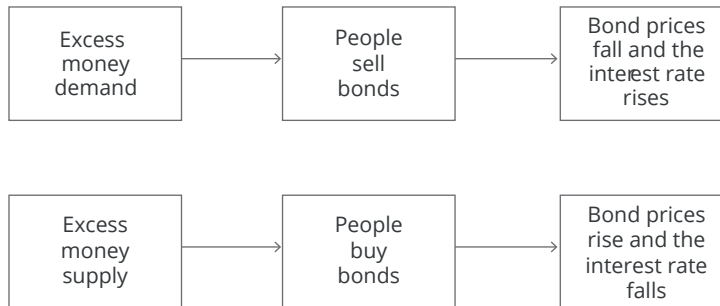 Excess
money
demand
People
sell
bonds
Bond prices
fall and the
interest rate
rises
Excess
money
supply
People
buy
bonds
Bond prices
rise and the
interest rate
falls